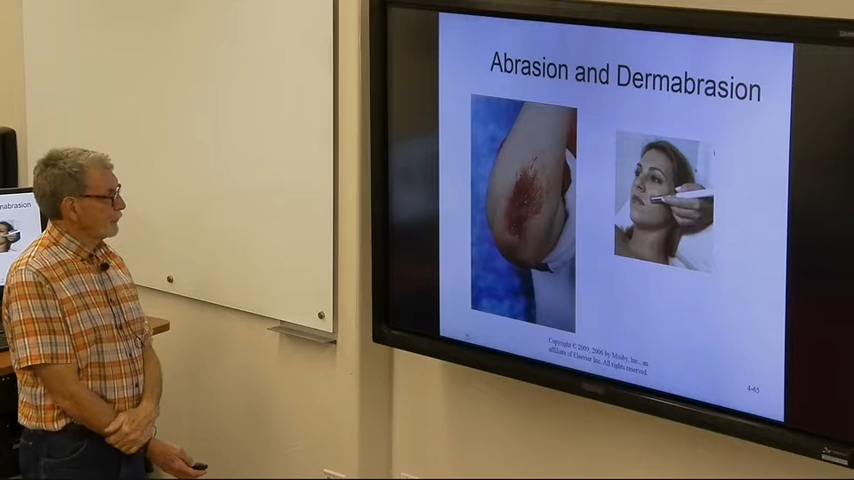 Abrasion and Dermabrasion
Copyright © 2009, 2006 by Mosby, Inc., an
affiliate of Elsevier Inc. All rights reserved.
4-65
Dermabrasion